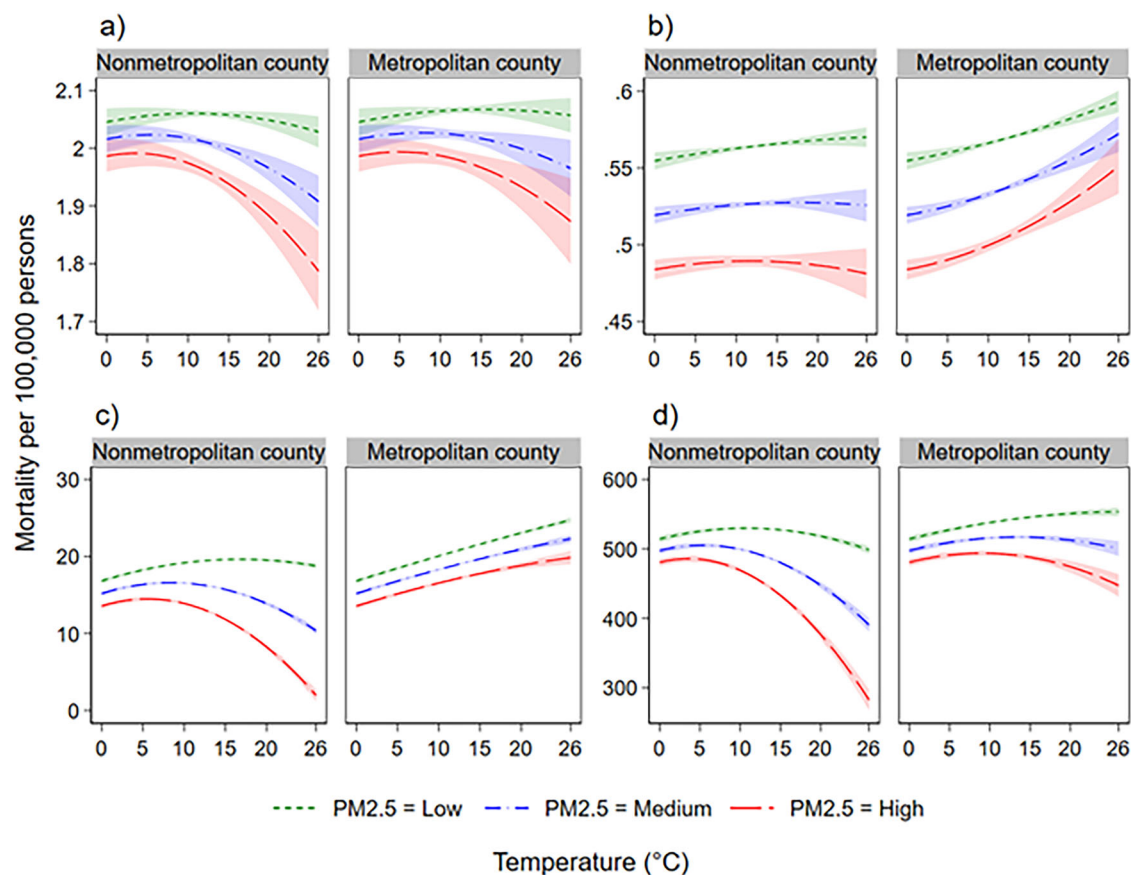 a)
Nonmetropolitan county
Metropolitan county
2.1
2
1.9
1.8
1.7
0 5 10 15 20 26
0 5 10 15 20 26
b)
Nonmetropolitan county
Metropolitan county
.6
.55
.5
.45
0 5 10 15 20 26
0 5 10 15 20 26
Mortality per 100,000 persons
c)
Nonmetropolitan county
Metropolitan county
30
20
10
0
0 5 10 15 20 26
0 5 10 15 20 26
d)
Nonmetropolitan county
Metropolitan county
600
500
400
300
0 5 10 15 20 26
0 5 10 15 20 26
PM2.5 = Low PM2.5 = Medium PM2.5 = High
Temperature (°C)